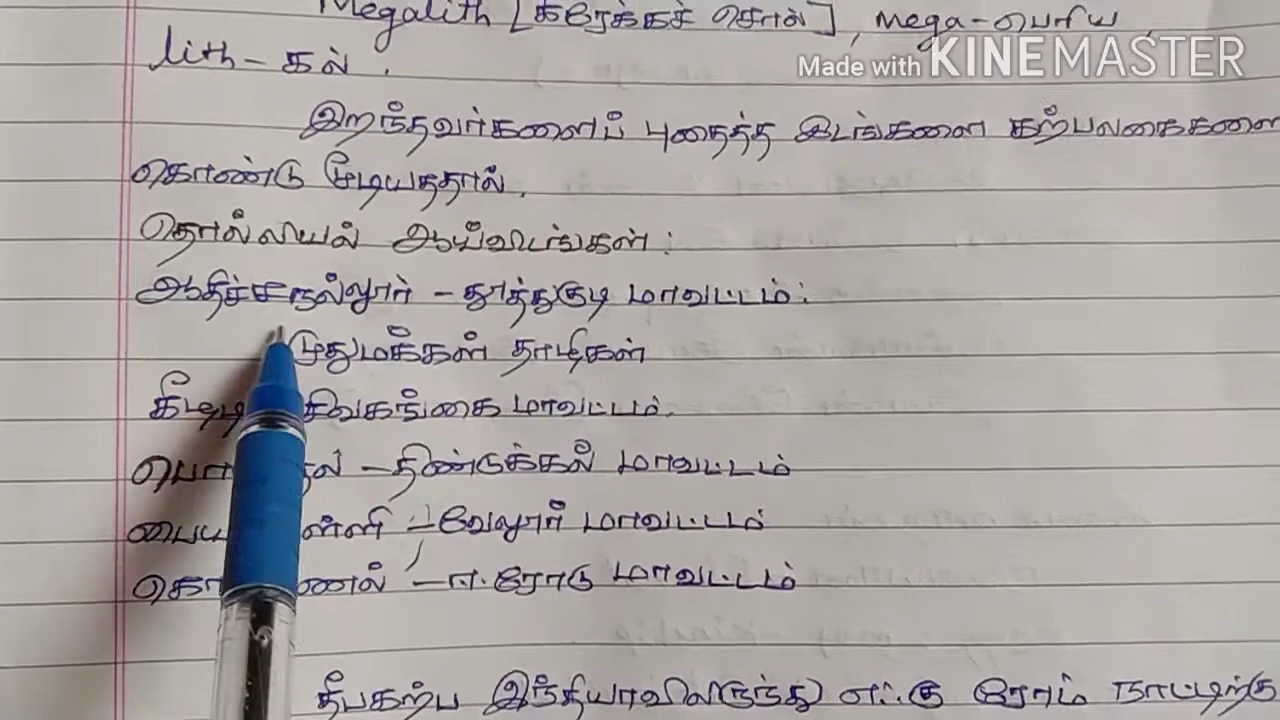 Megalith [கிரேக்கச் சொல்], mega-பெரிய,
lith - கல்.
Made with KINEMASTER
இறந்தவர்களைப் புதைத்த இடங்களை கற்பலகைகளை
கொண்டு மூடியதால்.
தொல்லியல் ஆய்விடங்கள்:
ஆதிச்சநல்லூர் - தூத்துகுடி மாவட்டம்:
முதுமக்கள் தாழிகள்
கீழடி சிவகங்கை மாவட்டம்.
- திண்டுக்கல் மாவட்டம்
- வேலூர் மாவட்டம்
- ஈரோடு மாவட்டம்
தீபகற்ப இந்தியாவிலிருந்து ரோம் நாட்டிற்கு